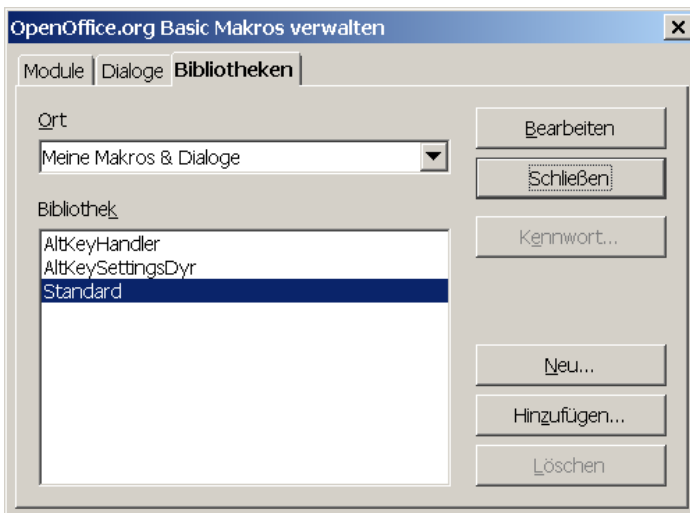 OpenOffice.org Basic Makros verwalten
Module
Dialoge
Bibliotheken
Ort
Meine Makros & Dialoge
Bibliothek
AltKeyHandler
AltKeySettingsDyr
Standard
Bearbeiten
Schließen
Kennwort...
Neu...
Hinzufügen...
Löschen